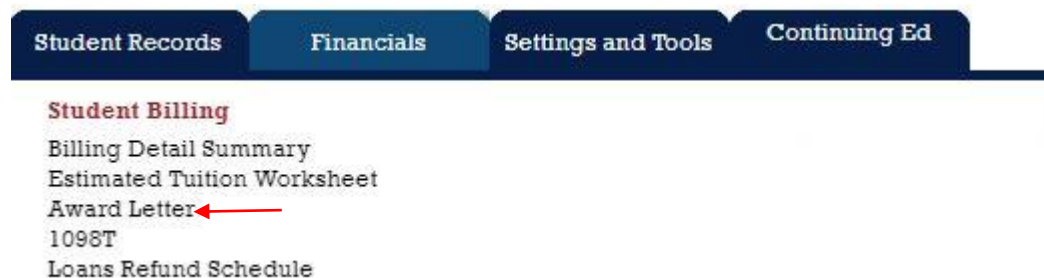 Student Records Financials Settings and Tools Continuing Ed
Student Billing
Billing Detail Summary
Estimated Tuition Worksheet
Award Letter
1098T
Loans Refund Schedule